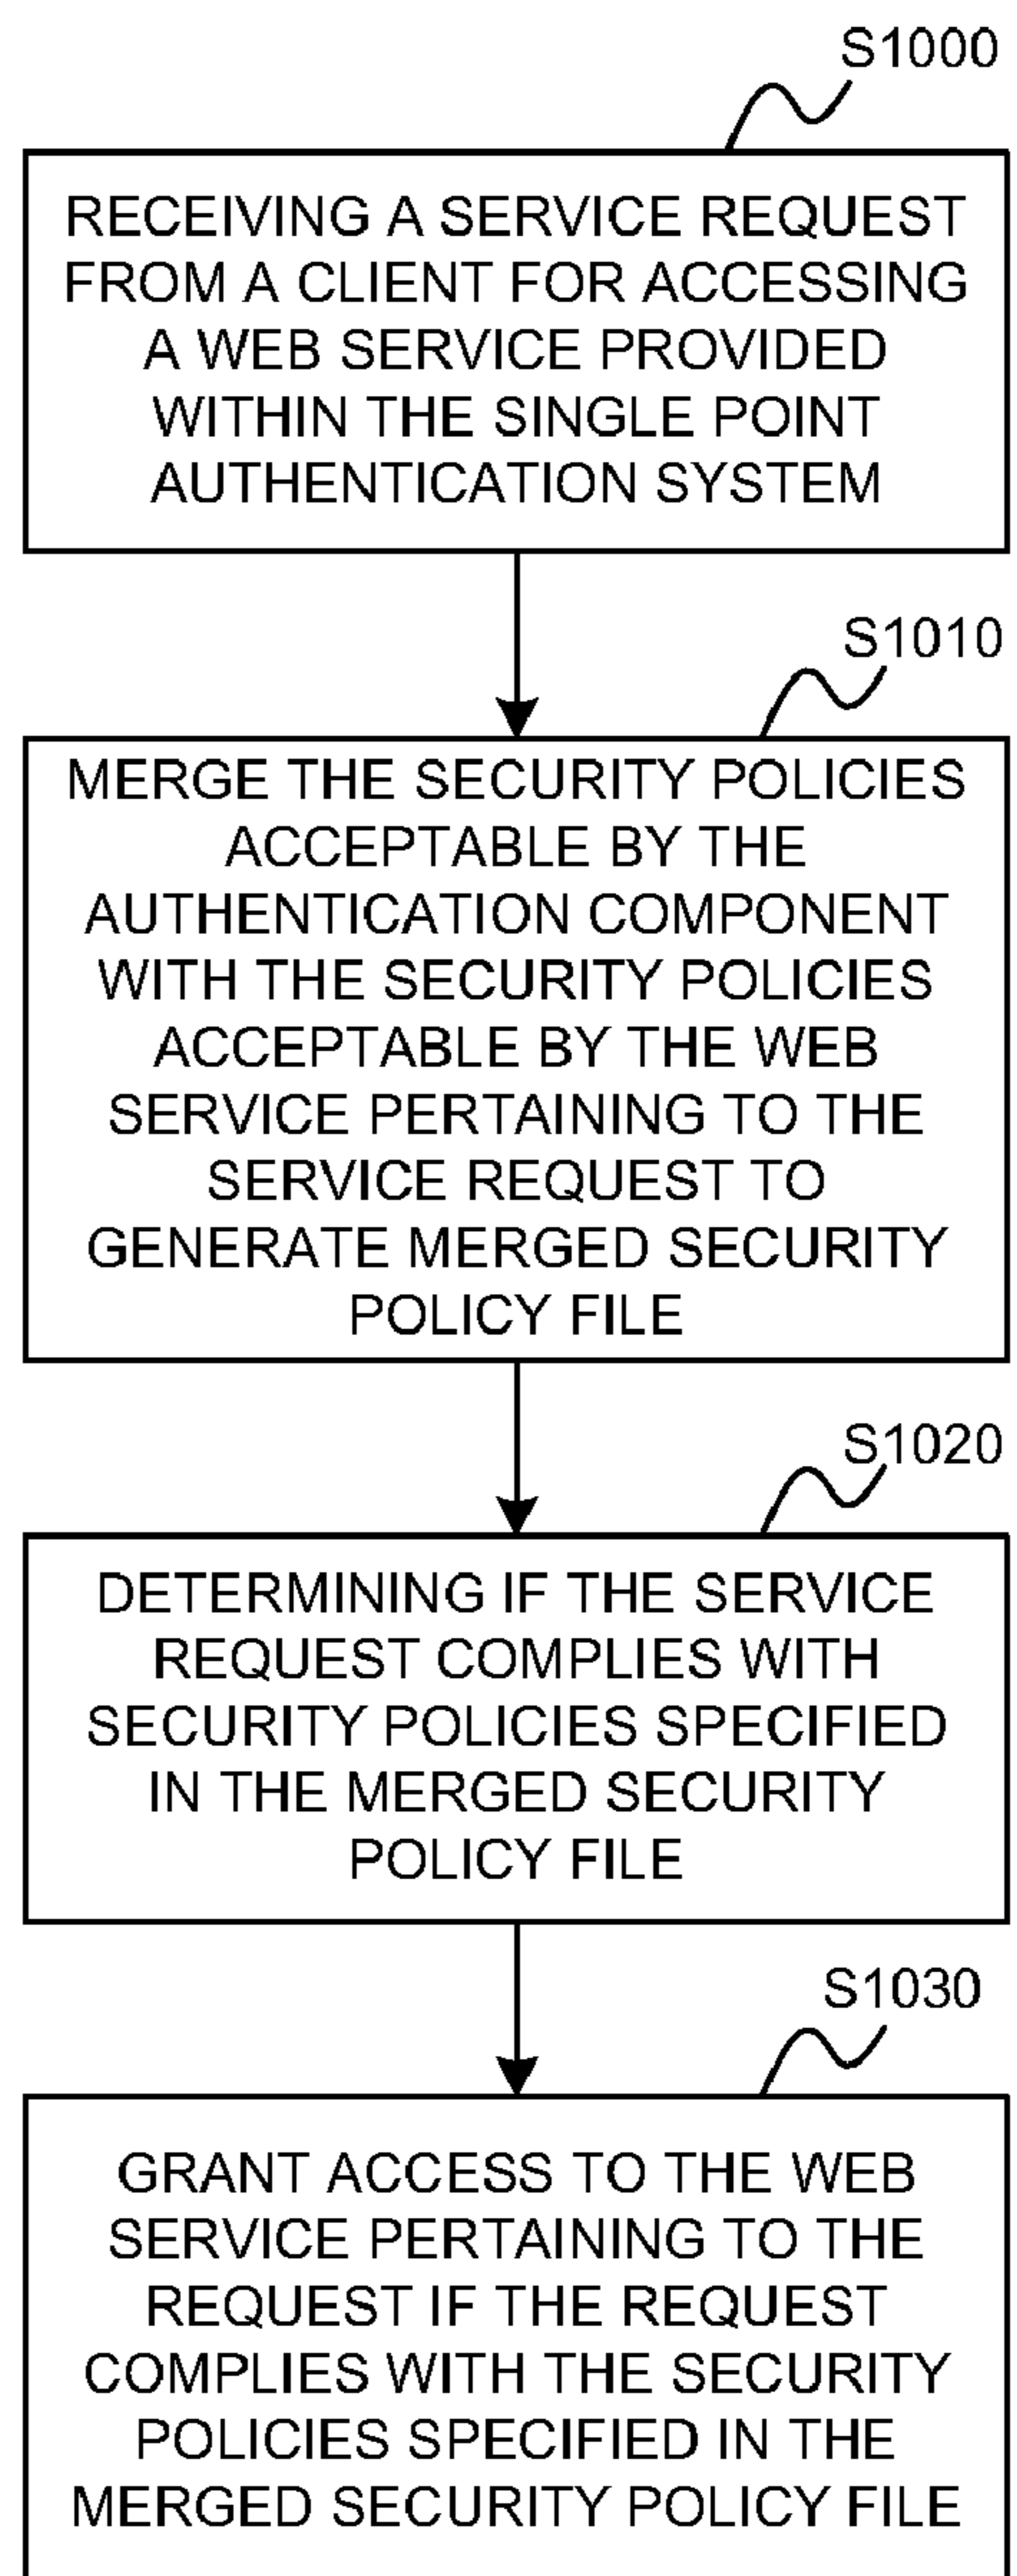 S1000
RECEIVING A SERVICE REQUEST
FROM A CLIENT FOR ACCESSING
A WEB SERVICE PROVIDED
WITHIN THE SINGLE POINT
AUTHENTICATION SYSTEM
S1010
MERGE THE SECURITY POLICIES
ACCEPTABLE BY THE
AUTHENTICATION COMPONENT
WITH THE SECURITY POLICIES
ACCEPTABLE BY THE WEB
SERVICE PERTAINING TO THE
SERVICE REQUEST TO
GENERATE MERGED SECURITY
POLICY FILE
S1020
DETERMINING IF THE SERVICE
REQUEST COMPLIES WITH
SECURITY POLICIES SPECIFIED
IN THE MERGED SECURITY
POLICY FILE
S1030
GRANT ACCESS TO THE WEB
SERVICE PERTAINING TO THE
REQUEST IF THE REQUEST
COMPLIES WITH THE SECURITY
POLICIES SPECIFIED IN THE
MERGED SECURITY POLICY FILE